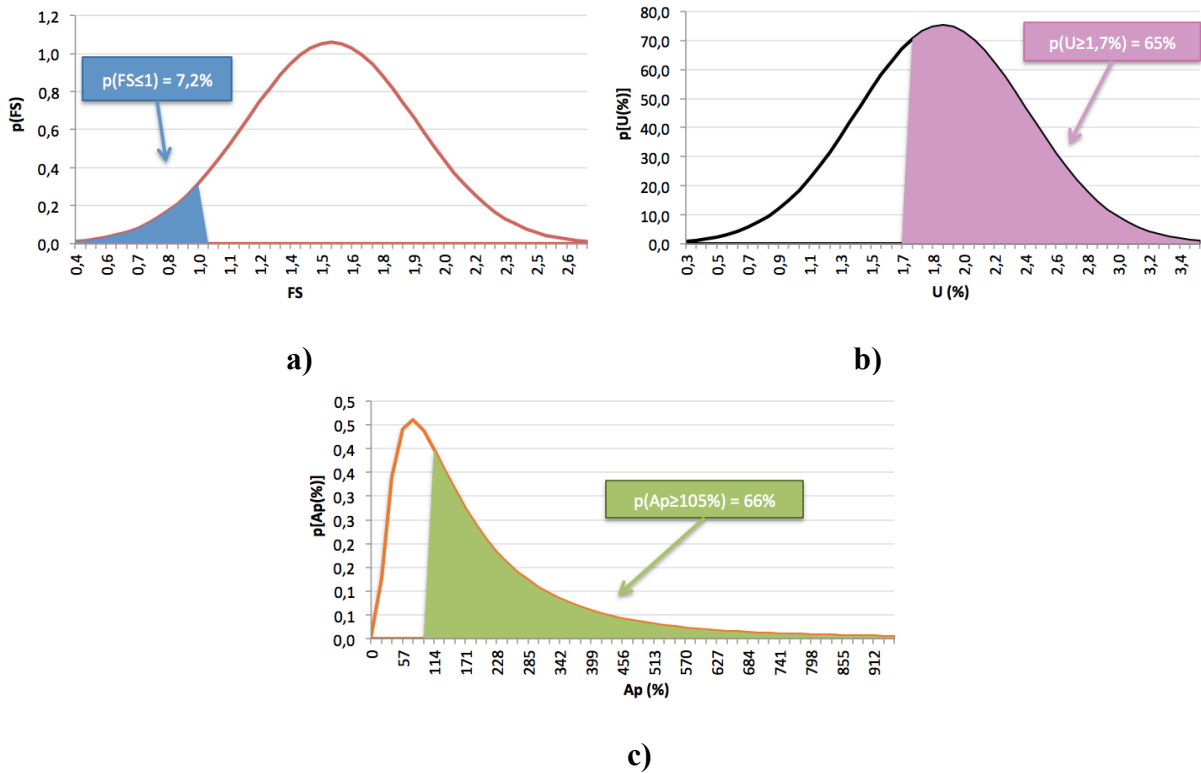 1,2
1,0
0,8
0,6
0,4
0,2
0,0
p(FS)
p(FS≤1) = 7,2%
0,4 0,6 0,7 0,8 1,0 1,1 1,2 1,4 1,5 1,6 1,8 1,9 2,0 2,2 2,3 2,5 2,6
FS
a)
80,0
70,0
60,0
50,0
40,0
30,0
20,0
10,0
0,0
p[U(%)]
p(U≥1,7%) = 65%
0,3 0,5 0,7 0,9 1,1 1,3 1,5 1,7 1,8 2,0 2,2 2,4 2,6 2,8 3,0 3,2 3,4
U (%)
b)
0,5
0,5
0,4
0,4
0,3
0,3
0,2
0,2
0,1
0,1
0,0
p[Ap(%)]
p(Ap≥105%) = 66%
0 57 114 171 228 285 342 399 456 513 570 627 684 741 798 855 912
Ap (%)
c)